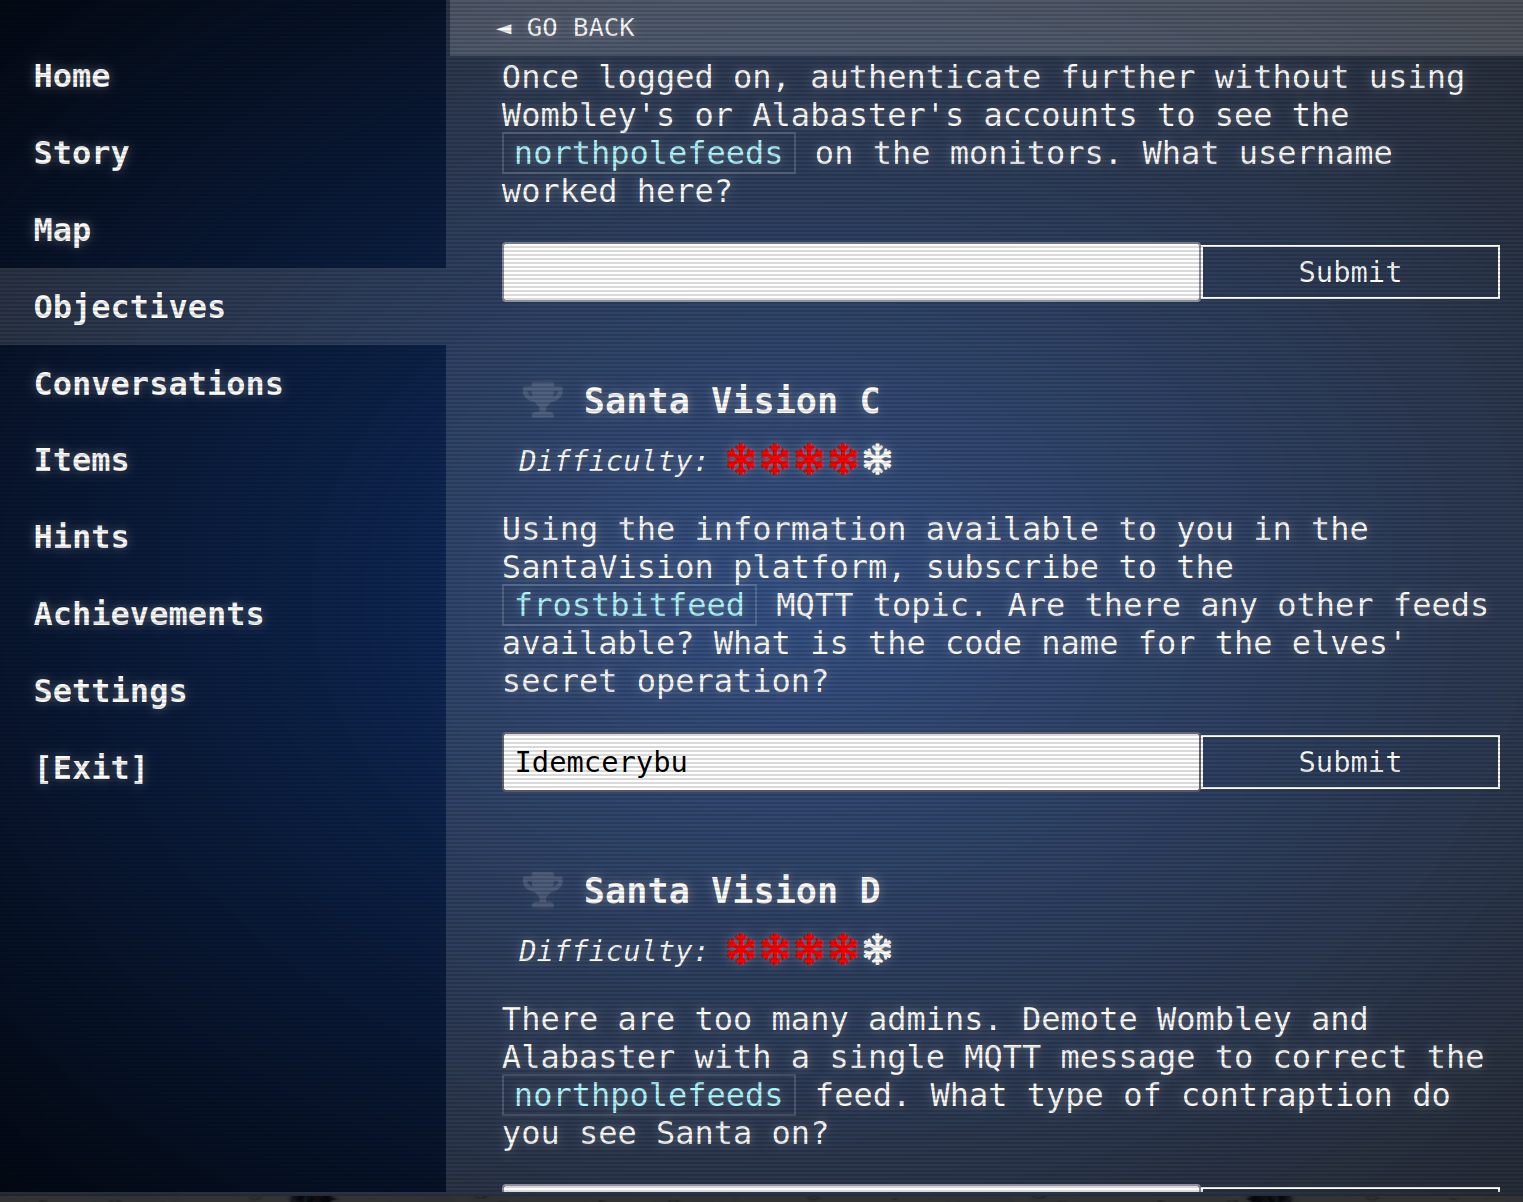 ◄ GO BACK
Home
Story
Map
Objectives
Conversations
Items
Hints
Achievements
Settings
[Exit]
Once logged on, authenticate further without using
Wombley's or Alabaster's accounts to see the
northpolefeeds on the monitors. What username
worked here?
Submit
Santa Vision C
Difficulty:
Using the information available to you in the
SantaVision platform, subscribe to the
frostbitfeed MQTT topic. Are there any other feeds
available? What is the code name for the elves'
secret operation?
Idemcerybu
Submit
Santa Vision D
Difficulty:
There are too many admins. Demote Wombley and
Alabaster with a single MQTT message to correct the
northpolefeeds feed. What type of contraption do
you see Santa on?